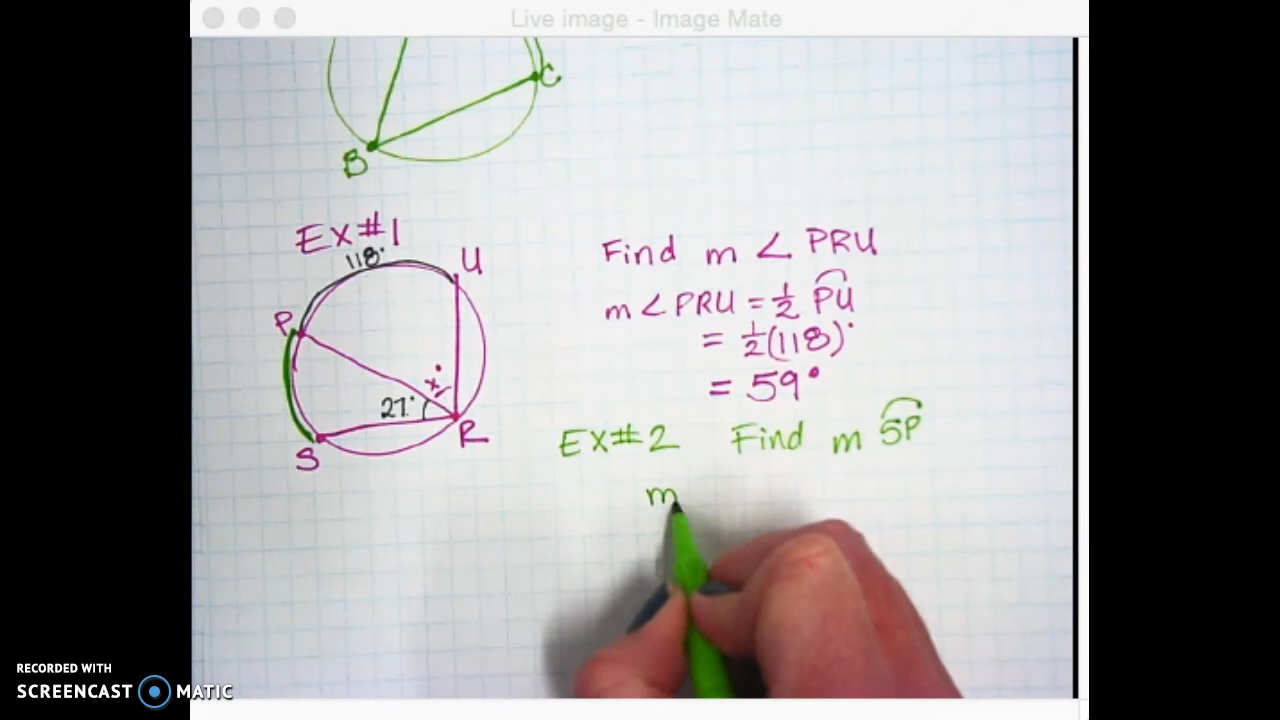 Live image - Image Mate
C
B
Ex#1
118°
U
P
x°
27°
R
S
Find m ∠ PRU
m ∠ PRU = 1/2 PU
= 1/2 (118)°
= 59°
EX#2 Find m SP
m
RECORDED WITH
SCREENCAST MATIC